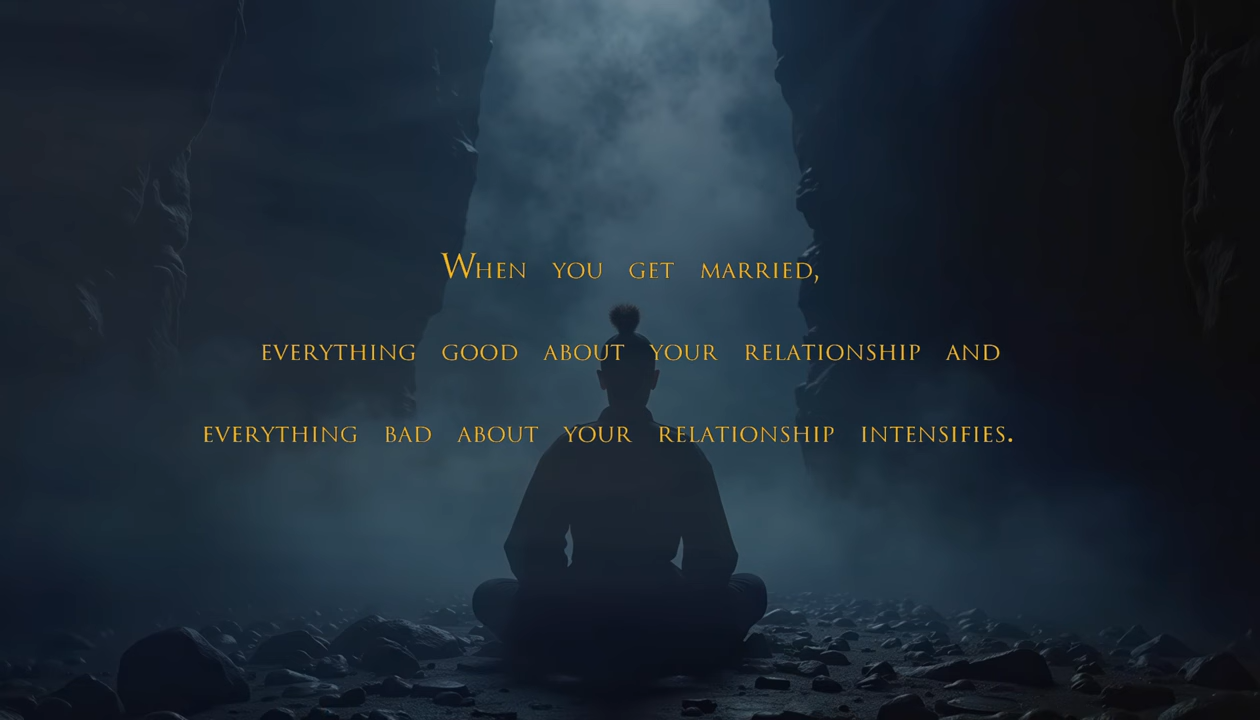 When you get married,
everything good about your relationship and
everything bad about your relationship intensifies.